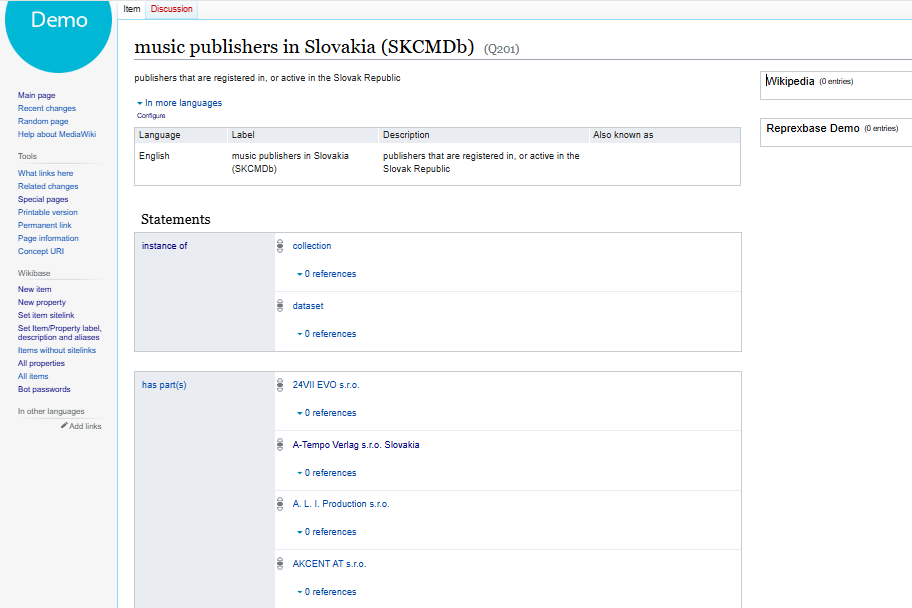 Demo
Main page
Recent changes
Random page
Help about MediaWiki
Tools
What links here
Related changes
Special pages
Printable version
Permanent link
Page information
Concept URI
Wikibase
New item
New property
Set item sitelink
Set Item/Property label,
description and aliases
Items without sitelinks
All properties
All items
Bot passwords
In other languages
Add links
Item Discussion
music publishers in Slovakia (SKCMDb) (Q201)
publishers that are registered in, or active in the Slovak Republic
In more languages
Configure
Language Label Description Also known as
English music publishers in Slovakia publishers that are registered in, or active in the
(SKCMDb) Slovak Republic
Statements
instance of collection
0 references
dataset
0 references
has part(s) 24VII EVO s.r.o.
0 references
A-Tempo Verlag s.r.o. Slovakia
0 references
A. L. I. Production s.r.o.
0 references
AKCENT AT s.r.o.
0 references
Wikipedia (0 entries)
Reprexbase Demo (0 entries)